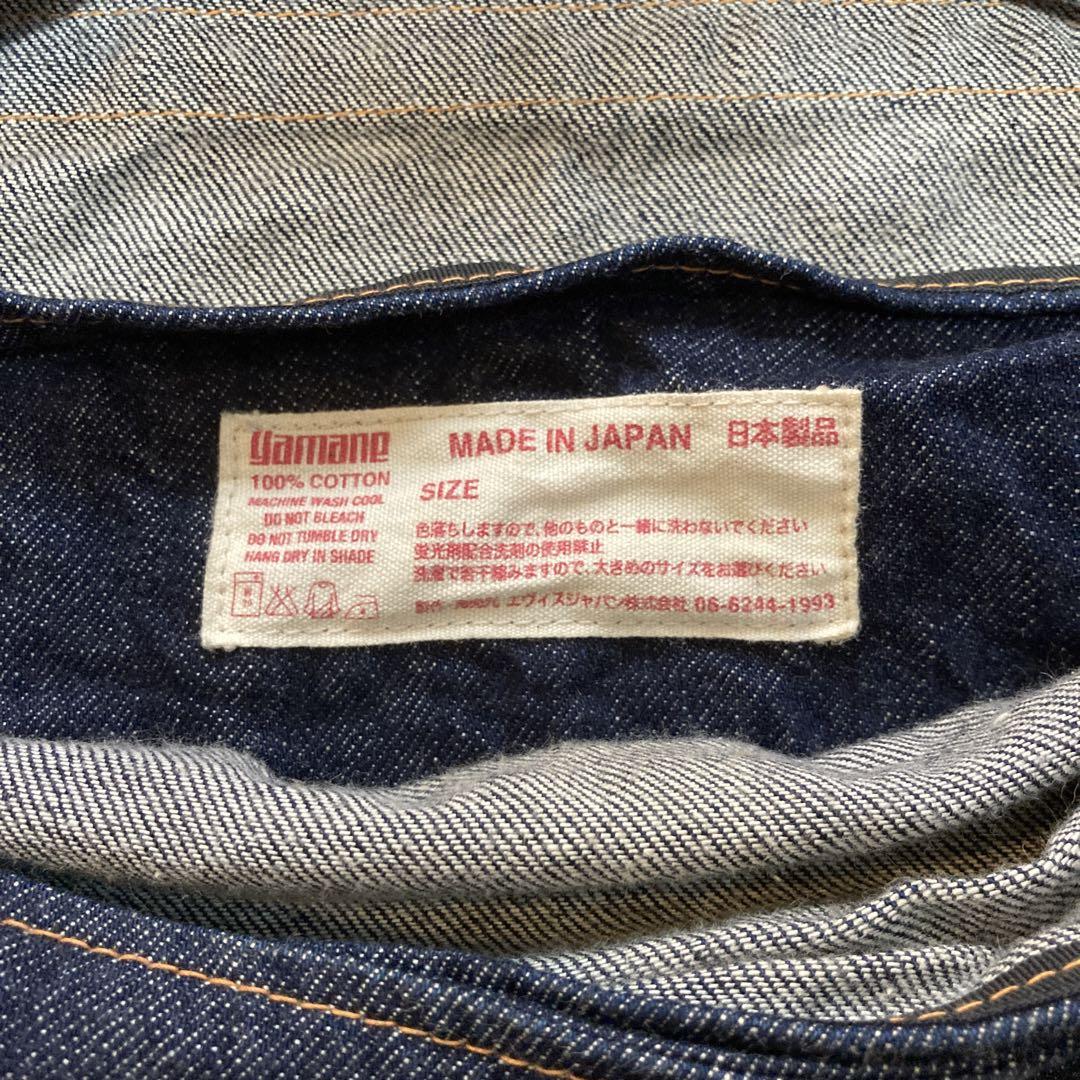 yamane
100% COTTON
MACHINE WASH COOL
DO NOT BLEACH
DO NOT TUMBLE DRY
HANG DRY IN SHADE
MADE IN JAPAN 日本製品
SIZE
色落ちしますので、他のものと一緒に洗わないでください
蛍光剤配合洗剤の使用禁止
洗濯で若干縮みますので、大きめのサイズをお選びください
エヴィスジャパン株式会社 06-6244-1993